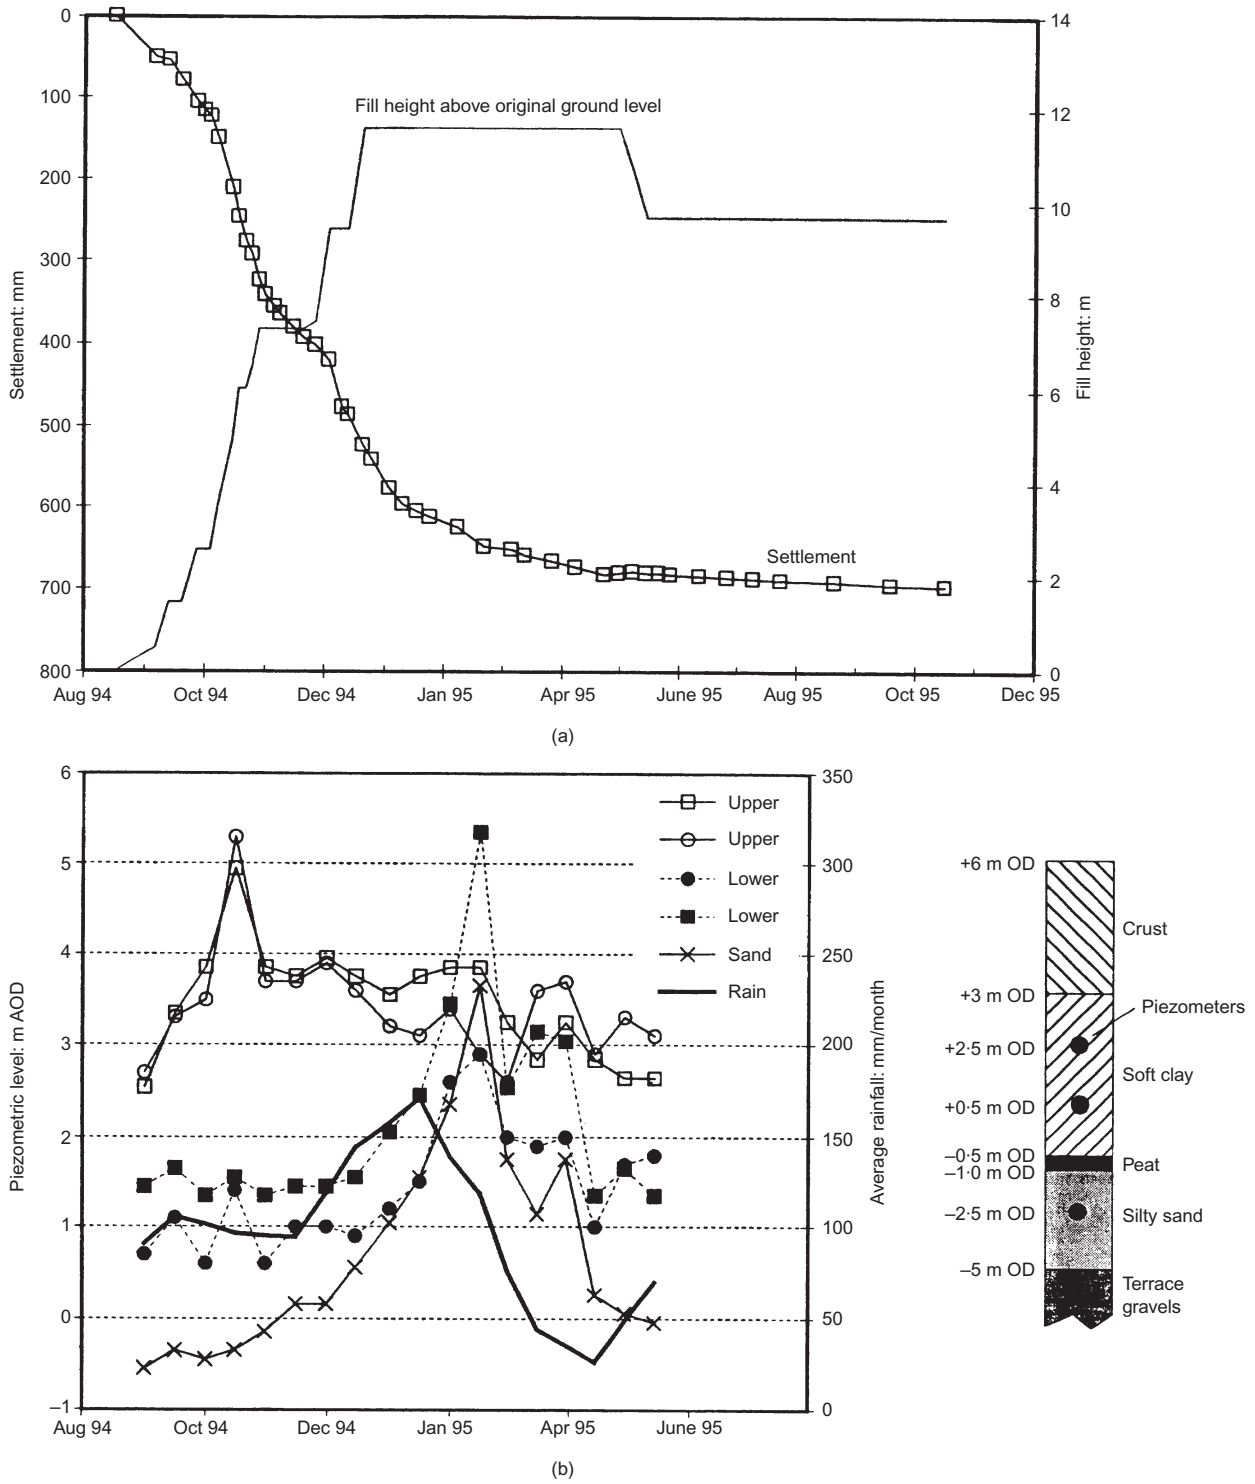 0
100
200
300
400
500
600
700
800
Settlement: mm
14
12
10
8
6
4
2
0
Fill height: m
Fill height above original ground level
Settlement
Aug 94
Oct 94
Dec 94
Jan 95
Apr 95
June 95
Aug 95
Oct 95
Dec 95
(a)
6
5
4
3
2
1
0
–1
Piezometric level: m AOD
350
300
250
200
150
100
50
0
Average rainfall: mm/month
Upper
Upper
Lower
Lower
Sand
Rain
Aug 94
Oct 94
Dec 94
Jan 95
Apr 95
June 95
(b)
+6 m OD
Crust
+3 m OD
Piezometers
+2·5 m OD
Soft clay
+0·5 m OD
–0·5 m OD
Peat
–1·0 m OD
–2·5 m OD
Silty sand
–5 m OD
Terrace
gravels